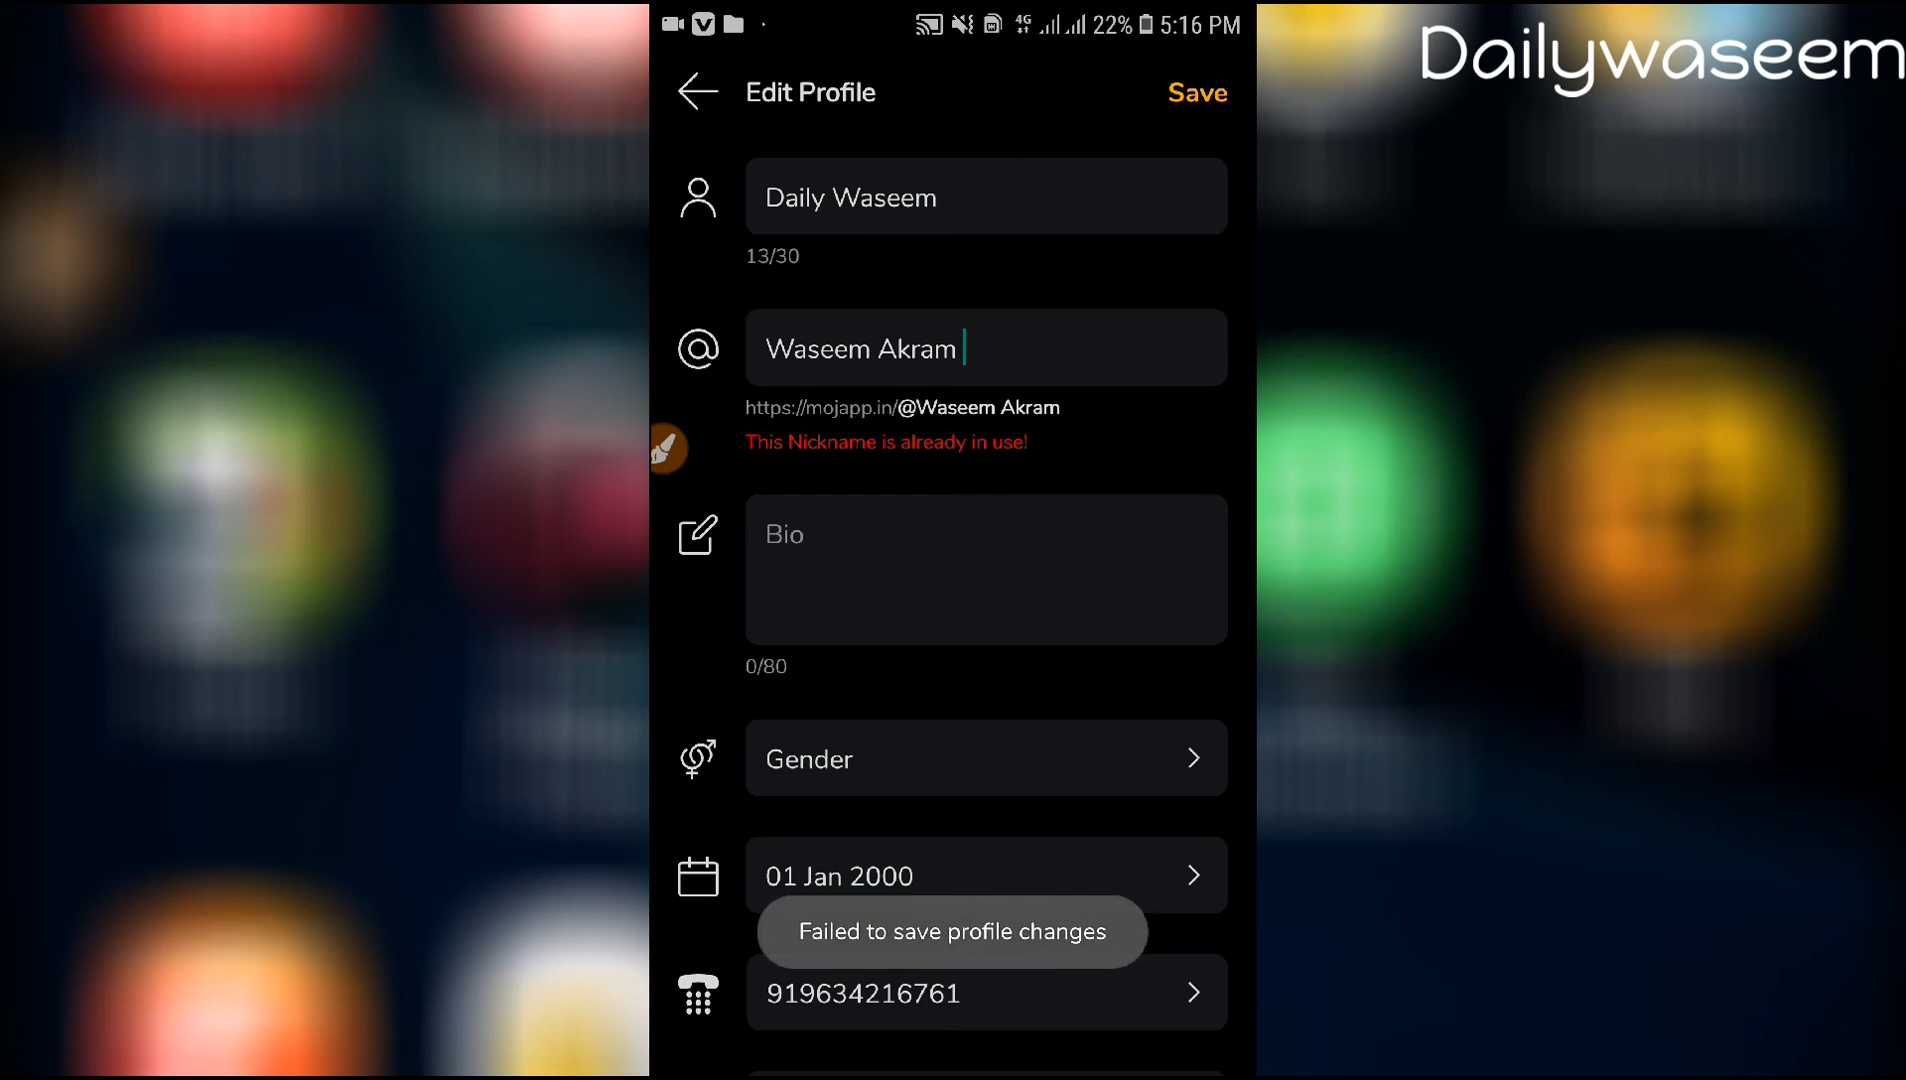 Dailywaseem
22% 5:16 PM
Edit Profile Save
Daily Waseem
13/30
Waseem Akram
https://mojapp.in/@Waseem Akram
This Nickname is already in use!
Bio
0/80
Gender
01 Jan 2000
Failed to save profile changes
919634216761